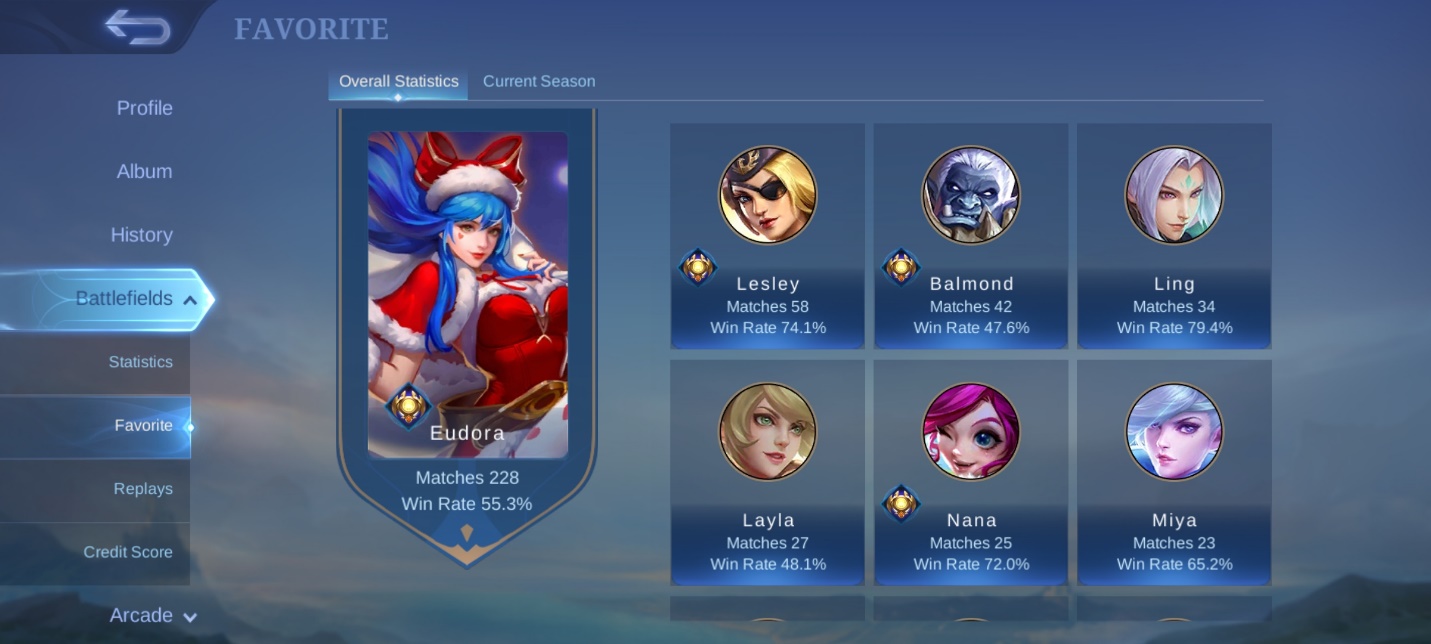 FAVORITE
Overall Statistics
Current Season
Profile
Album
History
Battlefields
Statistics
Favorite
Replays
Credit Score
Arcade
Eudora
Matches 228
Win Rate 55.3%
Lesley
Matches 58
Win Rate 74.1%
Balmond
Matches 42
Win Rate 47.6%
Ling
Matches 34
Win Rate 79.4%
Layla
Matches 27
Win Rate 48.1%
Nana
Matches 25
Win Rate 72.0%
Miya
Matches 23
Win Rate 65.2%